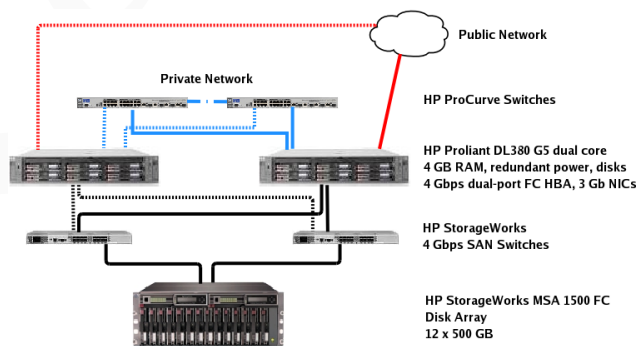 Public Network
Private Network
HP ProCurve Switches
HP Proliant DL380 G5 dual core
4 GB RAM, redundant power, disks
4 Gbps dual-port FC HBA, 3 Gb NICs
HP StorageWorks
4 Gbps SAN Switches
HP StorageWorks MSA 1500 FC
Disk Array
12 x 500 GB